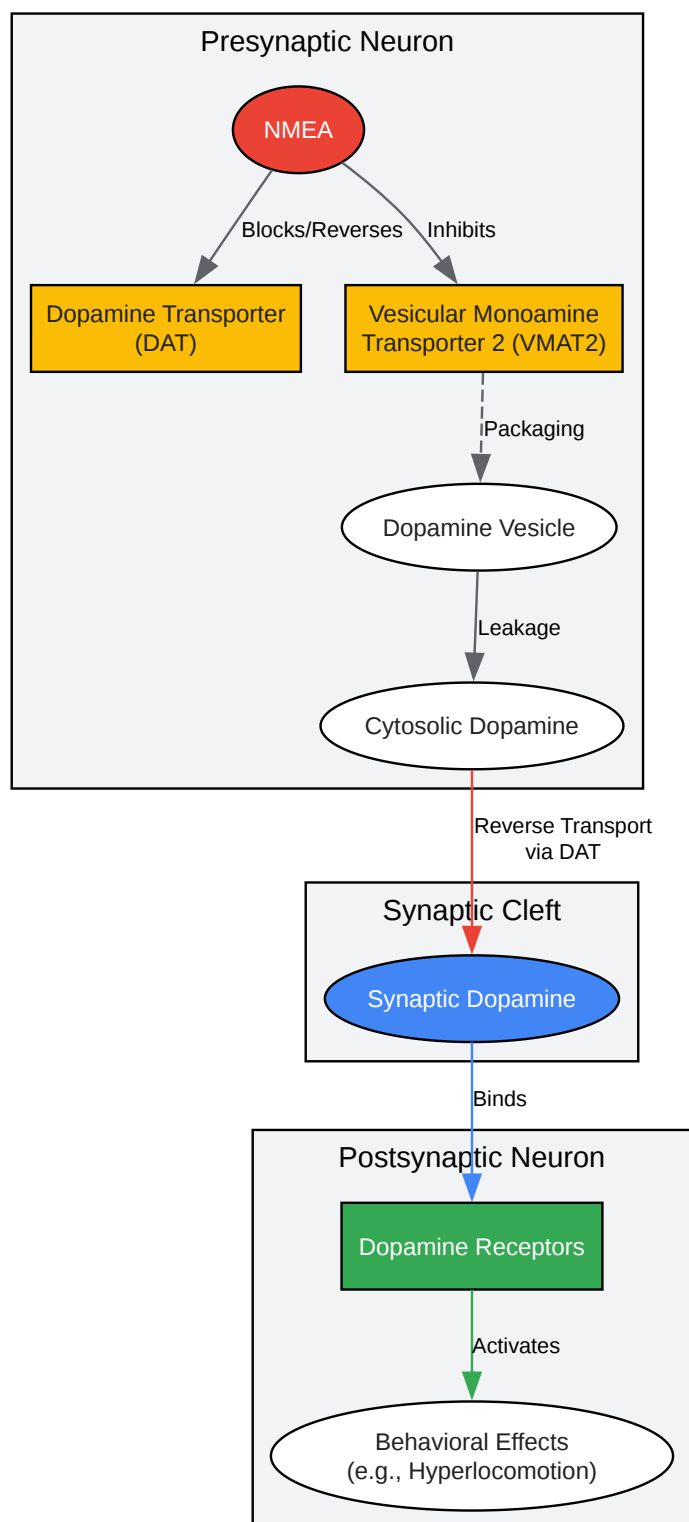 Presynaptic Neuron
NMEA
Blocks/Reverses
Inhibits
Dopamine Transporter
(DAT)
Vesicular Monoamine
Transporter 2 (VMAT2)
Packaging
Dopamine Vesicle
Leakage
Cytosolic Dopamine
Reverse Transport
via DAT
Synaptic Cleft
Synaptic Dopamine
Binds
Postsynaptic Neuron
Dopamine Receptors
Activates
Behavioral Effects
(e.g., Hyperlocomotion)